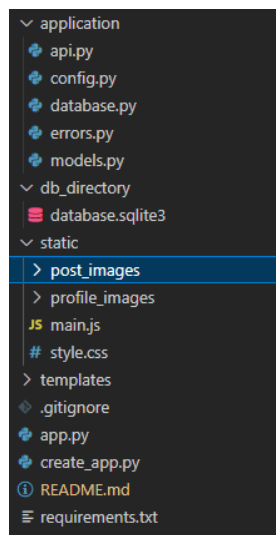 application
api.py
config.py
database.py
errors.py
models.py
db_directory
database.sqlite3
static
post_images
profile_images
JS main.js
# style.css
templates
.gitignore
app.py
create_app.py
README.md
requirements.txt